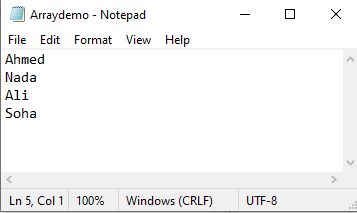 Arraydemo - Notepad
File Edit Format View Help
Ahmed
Nada
Ali
Soha
Ln 5, Col 1 100% Windows (CRLF) UTF-8